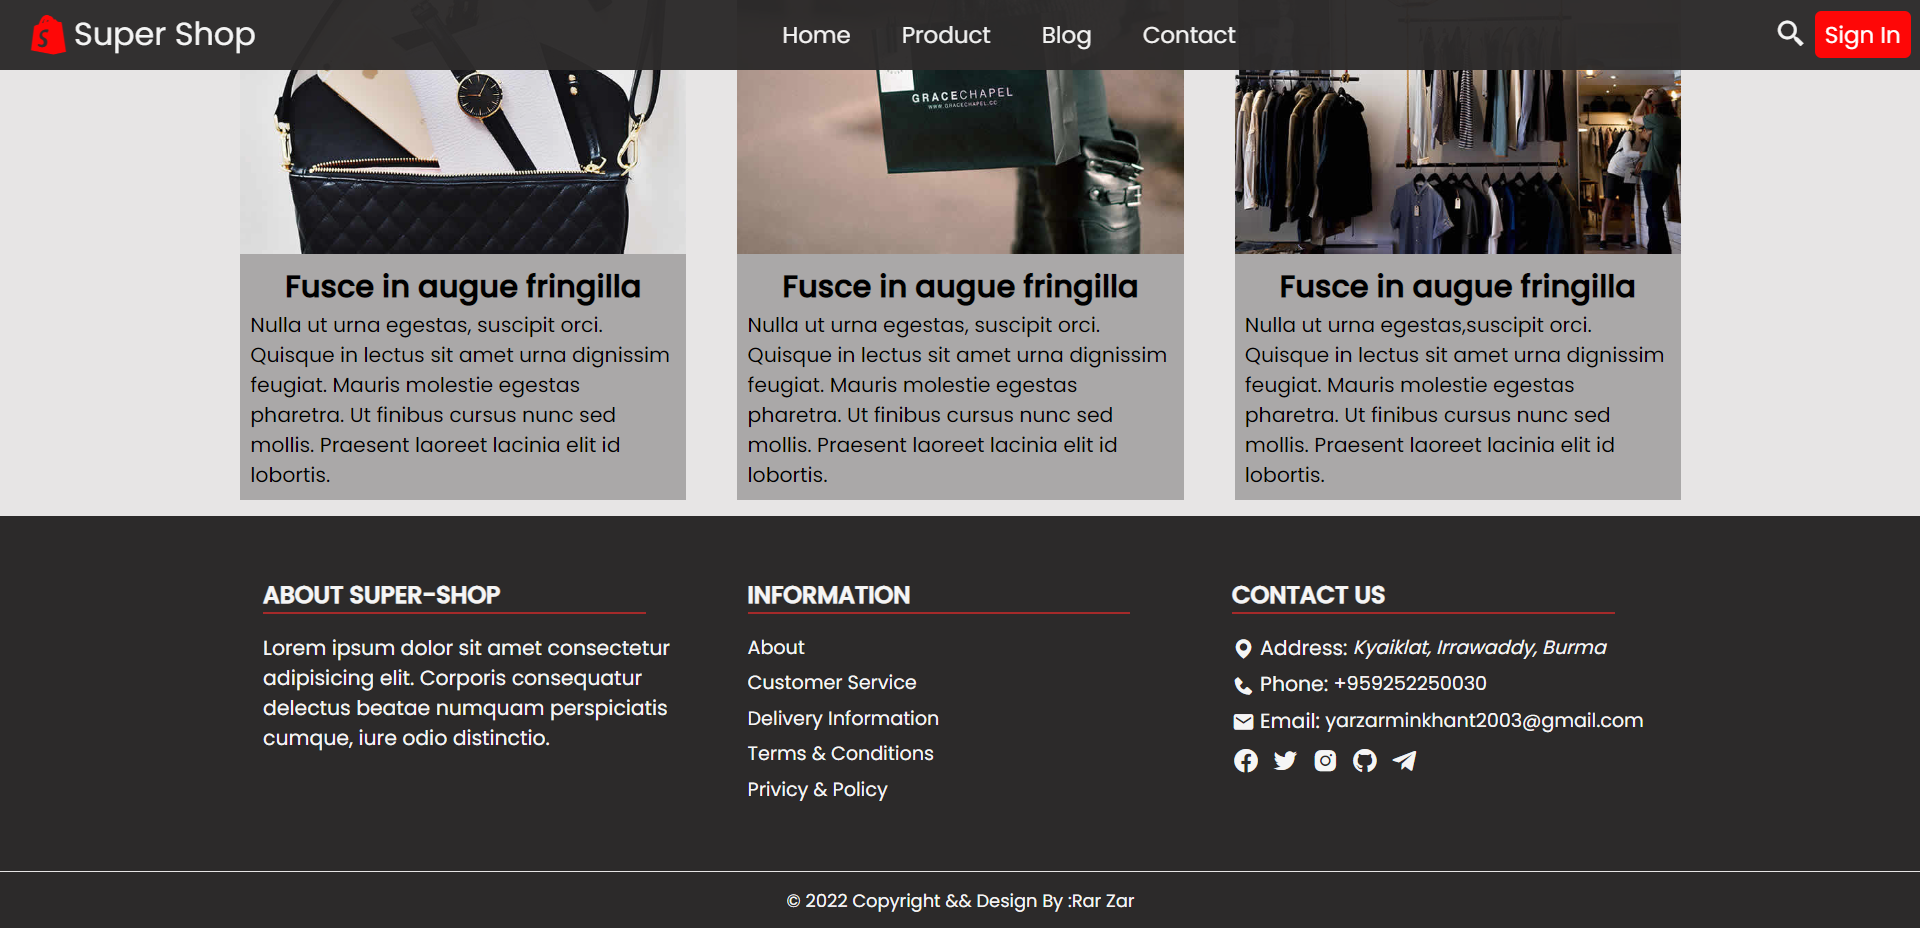 Super Shop
Home Product Blog Contact
Sign In
GRACECHAPEL
WWW.GRACECHAPEL.CC
Fusce in augue fringilla
Nulla ut urna egestas, suscipit orci.
Quisque in lectus sit amet urna dignissim
feugiat. Mauris molestie egestas
pharetra. Ut finibus cursus nunc sed
mollis. Praesent laoreet lacinia elit id
lobortis.
Fusce in augue fringilla
Nulla ut urna egestas, suscipit orci.
Quisque in lectus sit amet urna dignissim
feugiat. Mauris molestie egestas
pharetra. Ut finibus cursus nunc sed
mollis. Praesent laoreet lacinia elit id
lobortis.
Fusce in augue fringilla
Nulla ut urna egestas,suscipit orci.
Quisque in lectus sit amet urna dignissim
feugiat. Mauris molestie egestas
pharetra. Ut finibus cursus nunc sed
mollis. Praesent laoreet lacinia elit id
lobortis.
ABOUT SUPER-SHOP
Lorem ipsum dolor sit amet consectetur
adipisicing elit. Corporis consequatur
delectus beatae numquam perspiciatis
cumque, iure odio distinctio.
INFORMATION
About
Customer Service
Delivery Information
Terms & Conditions
Privicy & Policy
CONTACT US
Address: Kyaiklat, Irrawaddy, Burma
Phone: +959252250030
Email: yarzarminkhant2003@gmail.com
© 2022 Copyright && Design By :Rar Zar